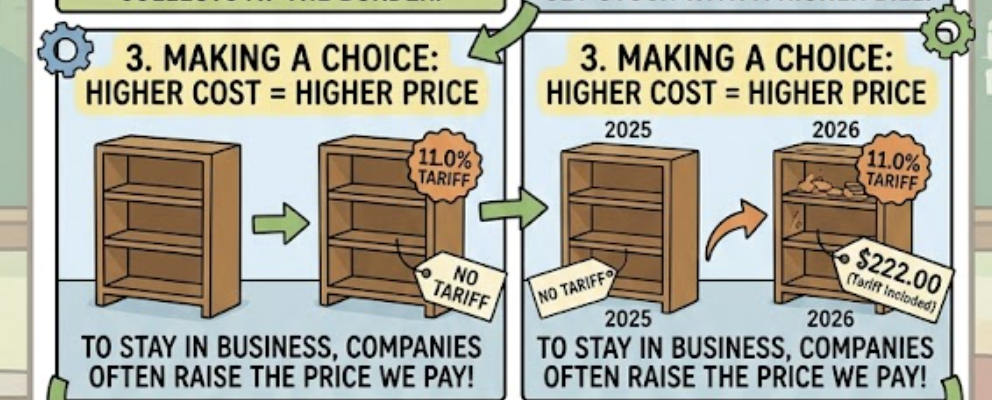 3. MAKING A CHOICE:
HIGHER COST = HIGHER PRICE
11.0%
TARIFF
NO
TARIFF
TO STAY IN BUSINESS, COMPANIES
OFTEN RAISE THE PRICE WE PAY!
3. MAKING A CHOICE:
HIGHER COST = HIGHER PRICE
2025
2026
11.0%
TARIFF
NO TARIFF
$222.00
(Tariff included)
2025
2026
TO STAY IN BUSINESS, COMPANIES
OFTEN RAISE THE PRICE WE PAY!